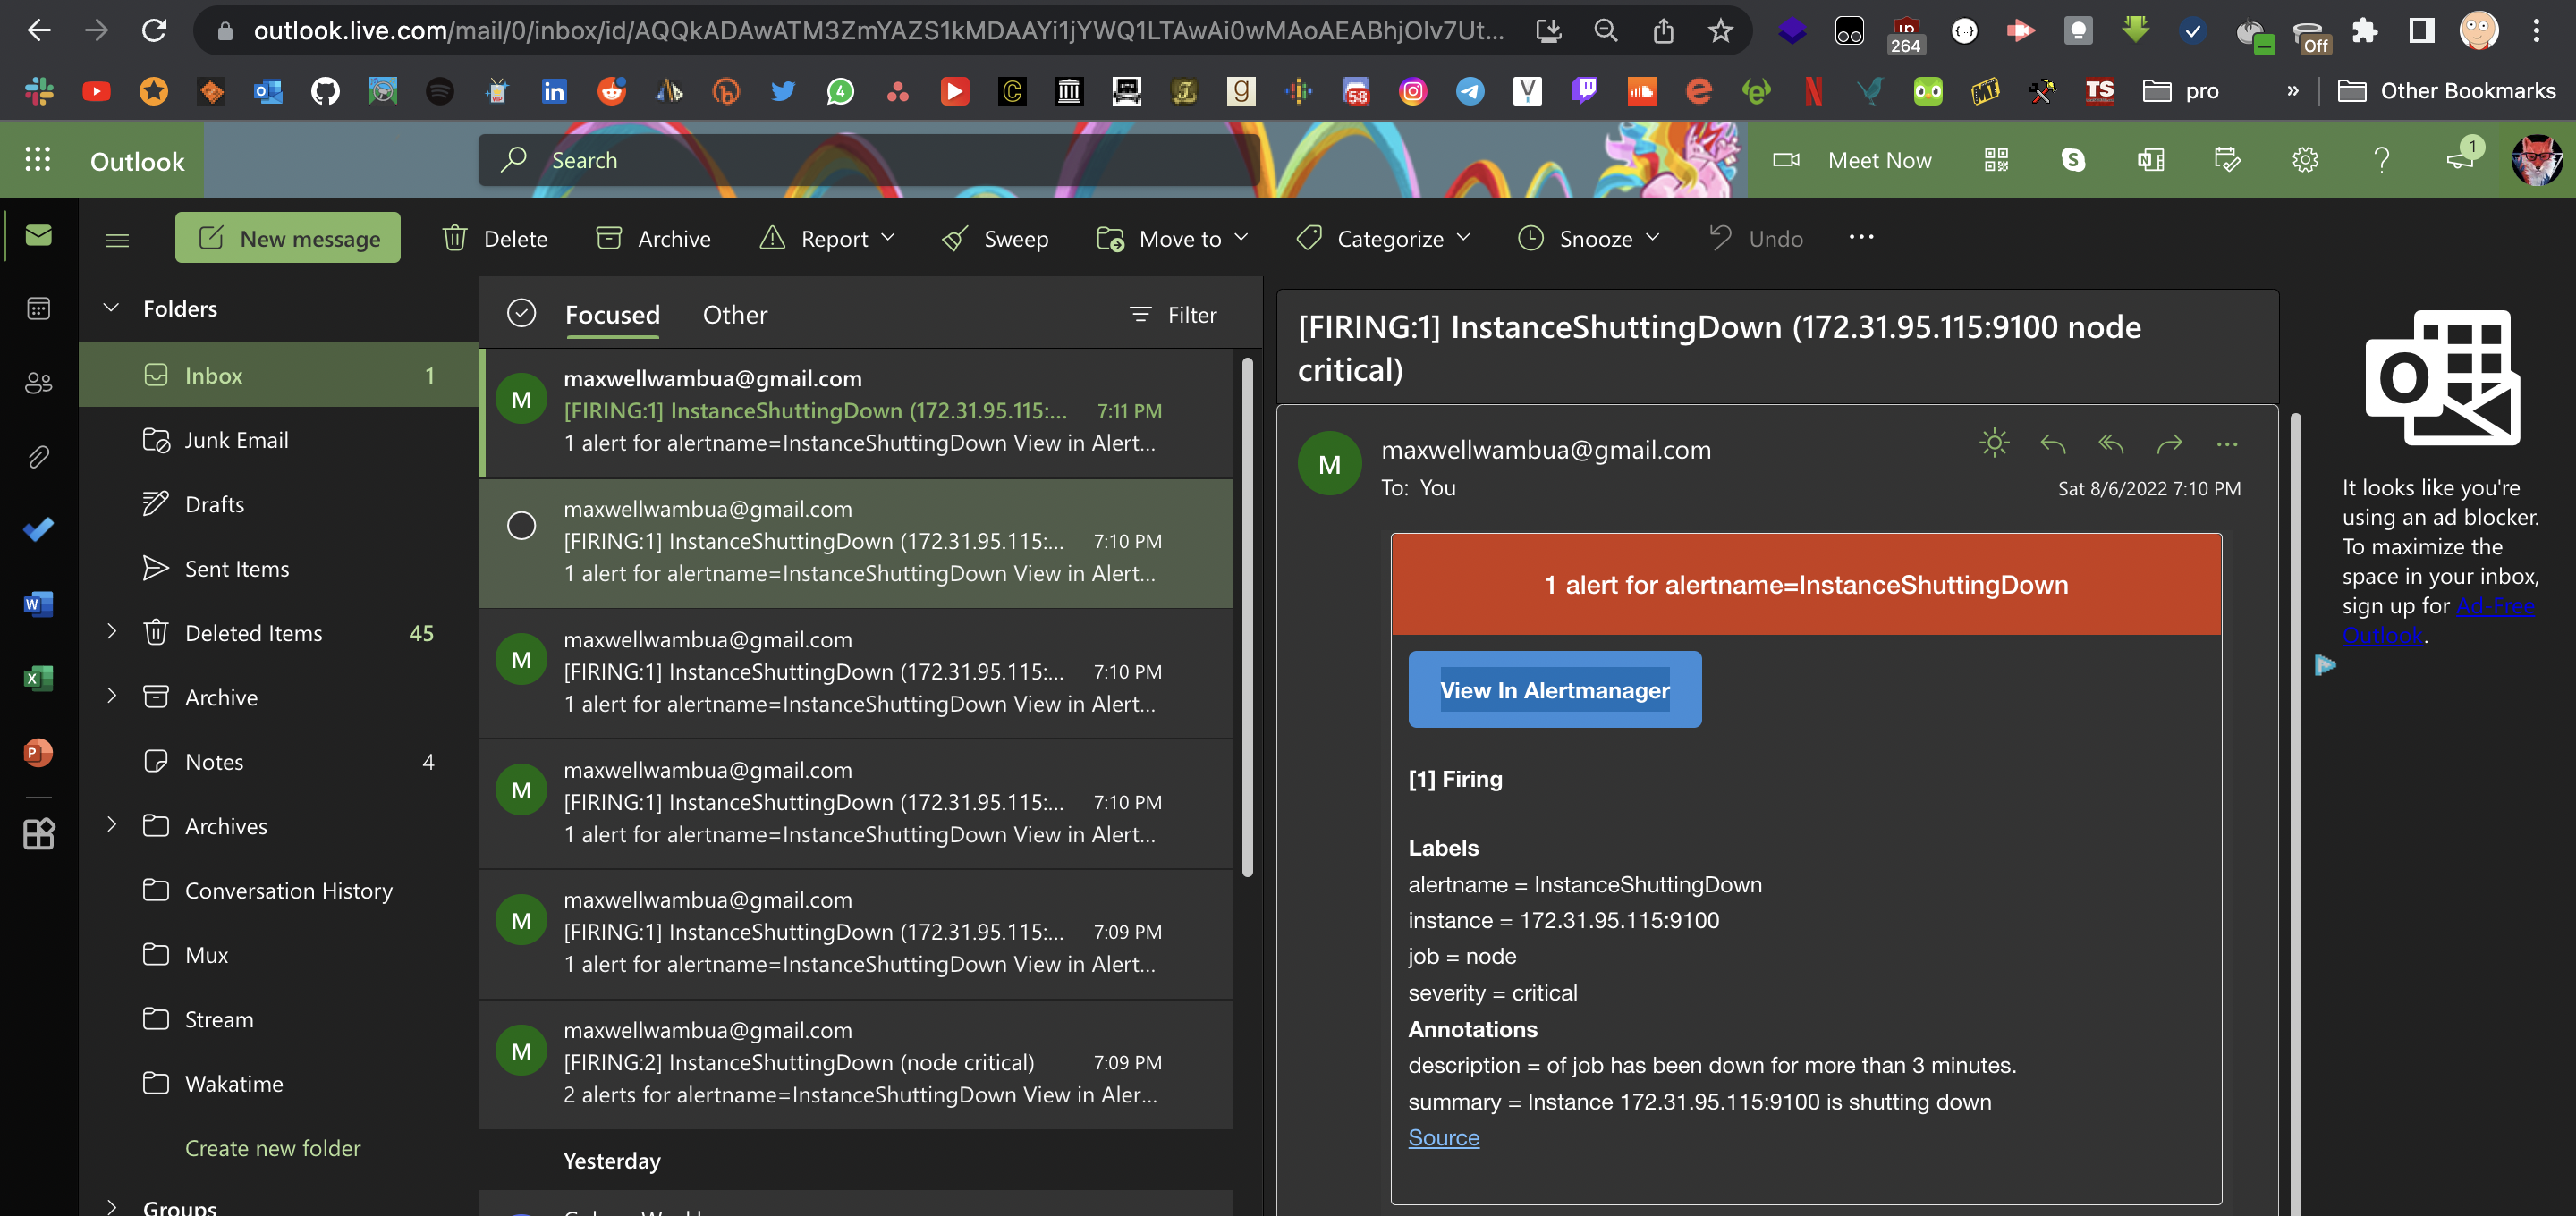 outlook.live.com/mail/0/inbox/id/AQQkADAwATM3ZmYAZS1kMDAAYi1jYWQ1LTAwAi0wMAoAEABhjOlv7Ut...
264
Off
VIP
4
58
TS
pro
»
Other Bookmarks
Outlook
Search
Meet Now
1
New message
Delete
Archive
Report
Sweep
Move to
Categorize
Snooze
Undo
Folders
Inbox 1
Junk Email
Drafts
Sent Items
Deleted Items 45
Archive
Notes 4
Archives
Conversation History
Mux
Stream
Wakatime
Create new folder
Groups
Focused
Other
Filter
M
maxwellwambua@gmail.com
[FIRING:1] InstanceShuttingDown (172.31.95.115:... 7:11 PM
1 alert for alertname=InstanceShuttingDown View in Alert...
maxwellwambua@gmail.com
[FIRING:1] InstanceShuttingDown (172.31.95.115:... 7:10 PM
1 alert for alertname=InstanceShuttingDown View in Alert...
M
maxwellwambua@gmail.com
[FIRING:1] InstanceShuttingDown (172.31.95.115:... 7:10 PM
1 alert for alertname=InstanceShuttingDown View in Alert...
M
maxwellwambua@gmail.com
[FIRING:1] InstanceShuttingDown (172.31.95.115:... 7:10 PM
1 alert for alertname=InstanceShuttingDown View in Alert...
M
maxwellwambua@gmail.com
[FIRING:1] InstanceShuttingDown (172.31.95.115:... 7:09 PM
1 alert for alertname=InstanceShuttingDown View in Alert...
M
maxwellwambua@gmail.com
[FIRING:2] InstanceShuttingDown (node critical) 7:09 PM
2 alerts for alertname=InstanceShuttingDown View in Aler...
Yesterday
[FIRING:1] InstanceShuttingDown (172.31.95.115:9100 node
critical)
M
maxwellwambua@gmail.com
To: You
Sat 8/6/2022 7:10 PM
1 alert for alertname=InstanceShuttingDown
View In Alertmanager
[1] Firing
Labels
alertname = InstanceShuttingDown
instance = 172.31.95.115:9100
job = node
severity = critical
Annotations
description = of job has been down for more than 3 minutes.
summary = Instance 172.31.95.115:9100 is shutting down
Source
It looks like you're
using an ad blocker.
To maximize the
space in your inbox,
sign up for Ad-Free
Outlook.